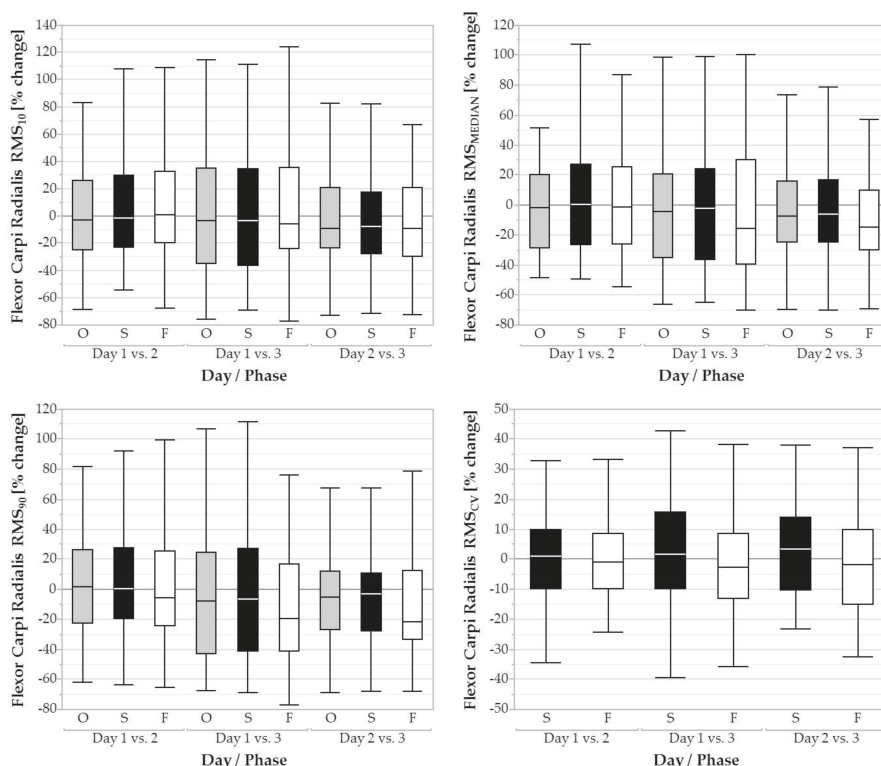 Flexor Carpi Radialis RMS10 [% change]
140
120
100
80
60
40
20
0
-20
-40
-60
-80
O S F O S F O S F
Day 1 vs. 2 Day 1 vs. 3 Day 2 vs. 3
Day / Phase
Flexor Carpi Radialis RMSMEDIAN [% change]
120
100
80
60
40
20
0
-20
-40
-60
-80
O S F O S F O S F
Day 1 vs. 2 Day 1 vs. 3 Day 2 vs. 3
Day / Phase
Flexor Carpi Radialis RMS90 [% change]
120
100
80
60
40
20
0
-20
-40
-60
-80
O S F O S F O S F
Day 1 vs. 2 Day 1 vs. 3 Day 2 vs. 3
Day / Phase
Flexor Carpi Radialis RMSCV [% change]
50
40
30
20
10
0
-10
-20
-30
-40
-50
S F S F S F
Day 1 vs. 2 Day 1 vs. 3 Day 2 vs. 3
Day / Phase